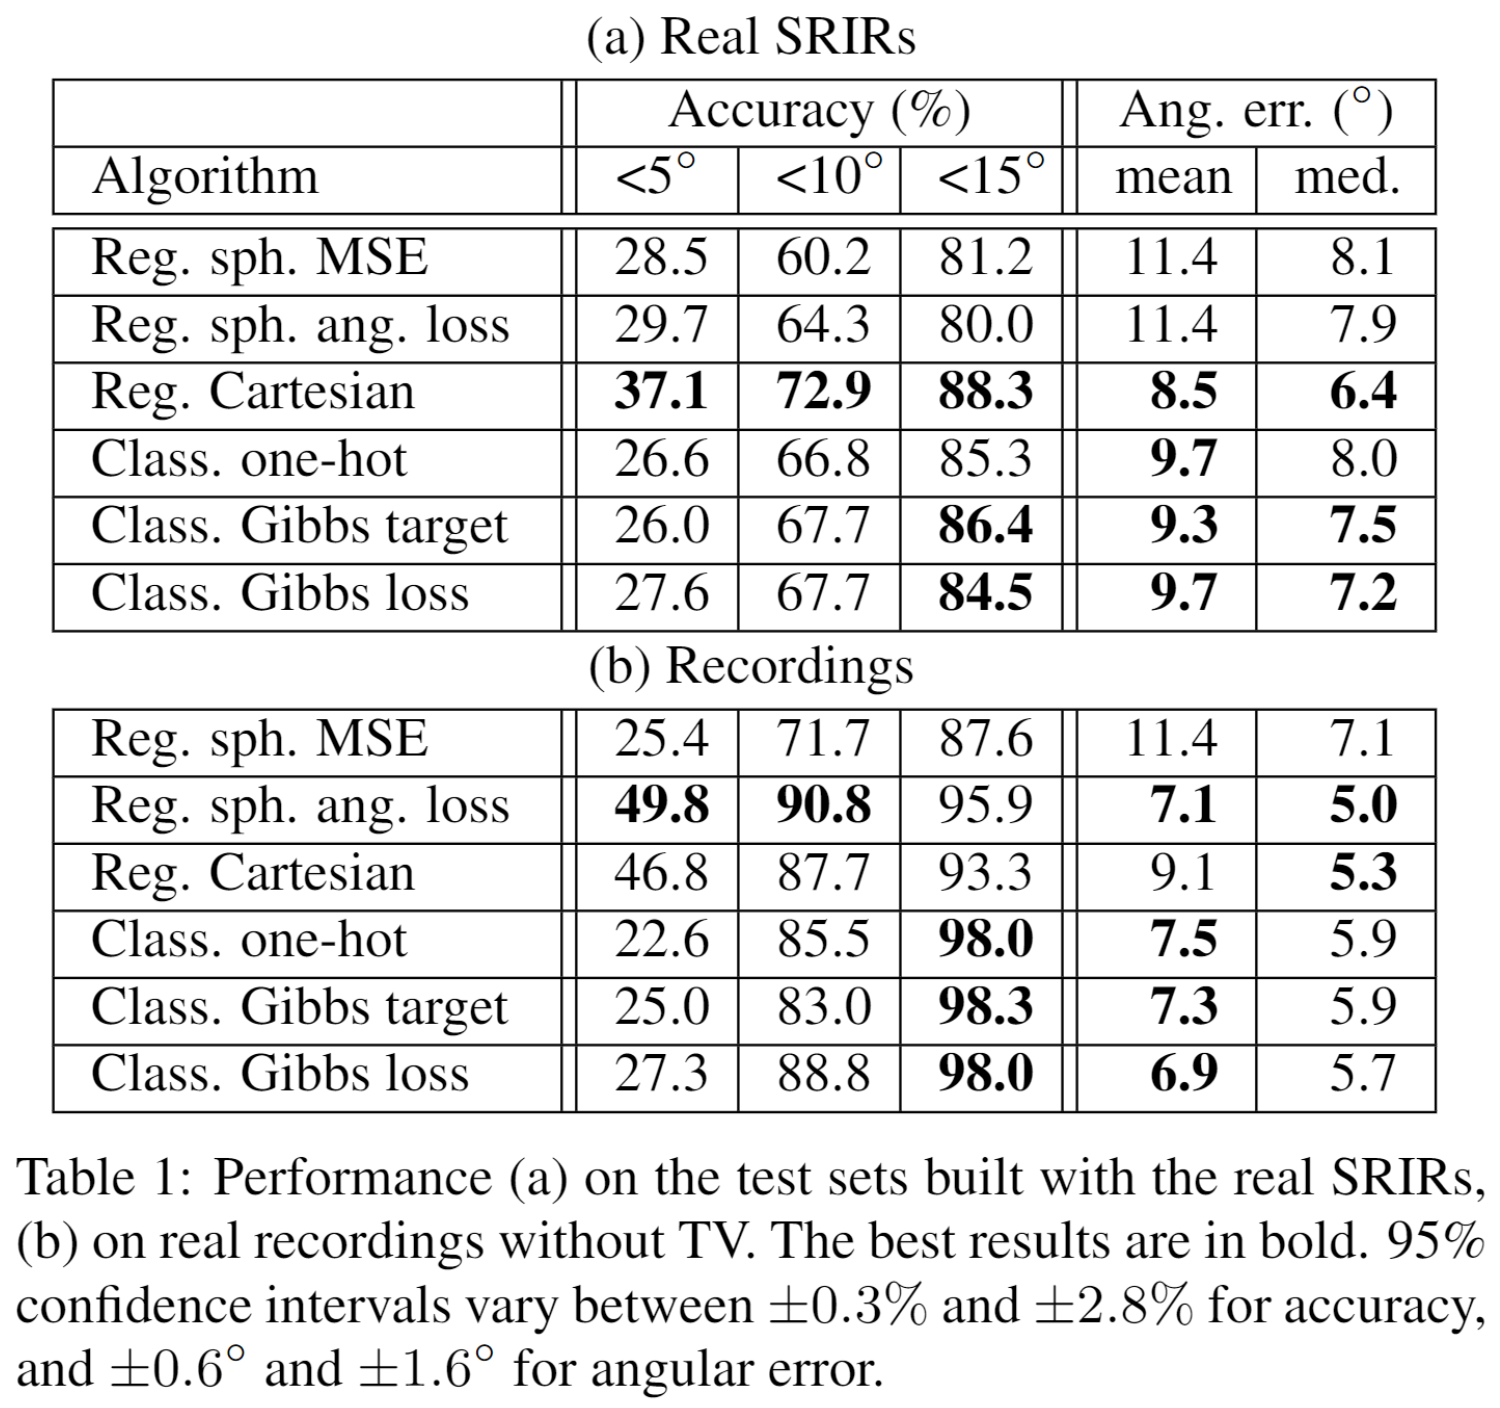 (a) Real SRIRs
Accuracy (%) Ang. err. (°)
Algorithm <5° <10° <15° mean med.
Reg. sph. MSE 28.5 60.2 81.2 11.4 8.1
Reg. sph. ang. loss 29.7 64.3 80.0 11.4 7.9
Reg. Cartesian 37.1 72.9 88.3 8.5 6.4
Class. one-hot 26.6 66.8 85.3 9.7 8.0
Class. Gibbs target 26.0 67.7 86.4 9.3 7.5
Class. Gibbs loss 27.6 67.7 84.5 9.7 7.2
(b) Recordings
Reg. sph. MSE 25.4 71.7 87.6 11.4 7.1
Reg. sph. ang. loss 49.8 90.8 95.9 7.1 5.0
Reg. Cartesian 46.8 87.7 93.3 9.1 5.3
Class. one-hot 22.6 85.5 98.0 7.5 5.9
Class. Gibbs target 25.0 83.0 98.3 7.3 5.9
Class. Gibbs loss 27.3 88.8 98.0 6.9 5.7
Table 1: Performance (a) on the test sets built with the real SRIRs,
(b) on real recordings without TV. The best results are in bold. 95%
confidence intervals vary between ±0.3% and ±2.8% for accuracy,
and ±0.6° and ±1.6° for angular error.